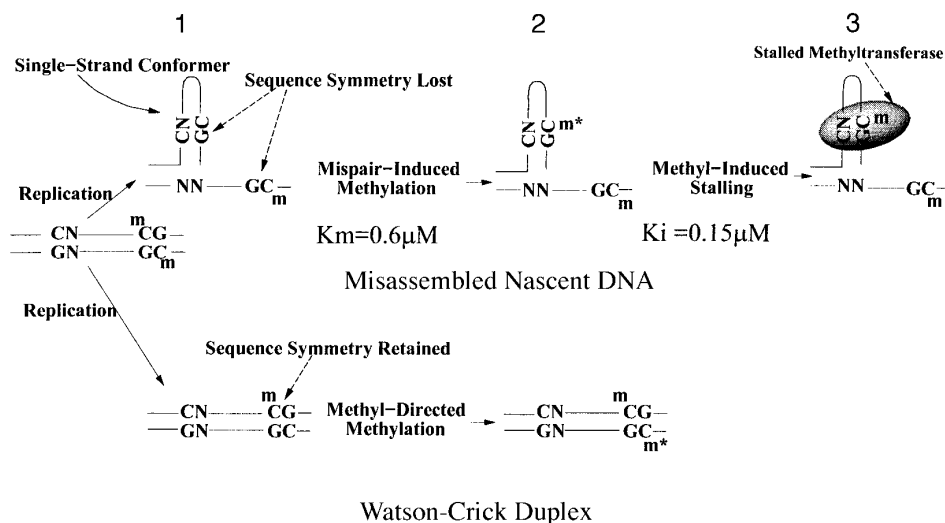 1
2
3
Single-Strand Conformer
Sequence Symmetry Lost
Stalled Methyltransferase
CN
GC
CN
GC m*
CN
GC m
Replication
NN GC
m
Mispair-Induced
Methylation
NN GC
m
Methyl-Induced
Stalling
NN GC
m
m
CN CG
GN GC
m
Km=0.6µM
Ki =0.15µM
Misassembled Nascent DNA
Replication
Sequence Symmetry Retained
m
CN CG
GN GC
Methyl-Directed
Methylation
m
CN CG
GN GC
m*
Watson-Crick Duplex